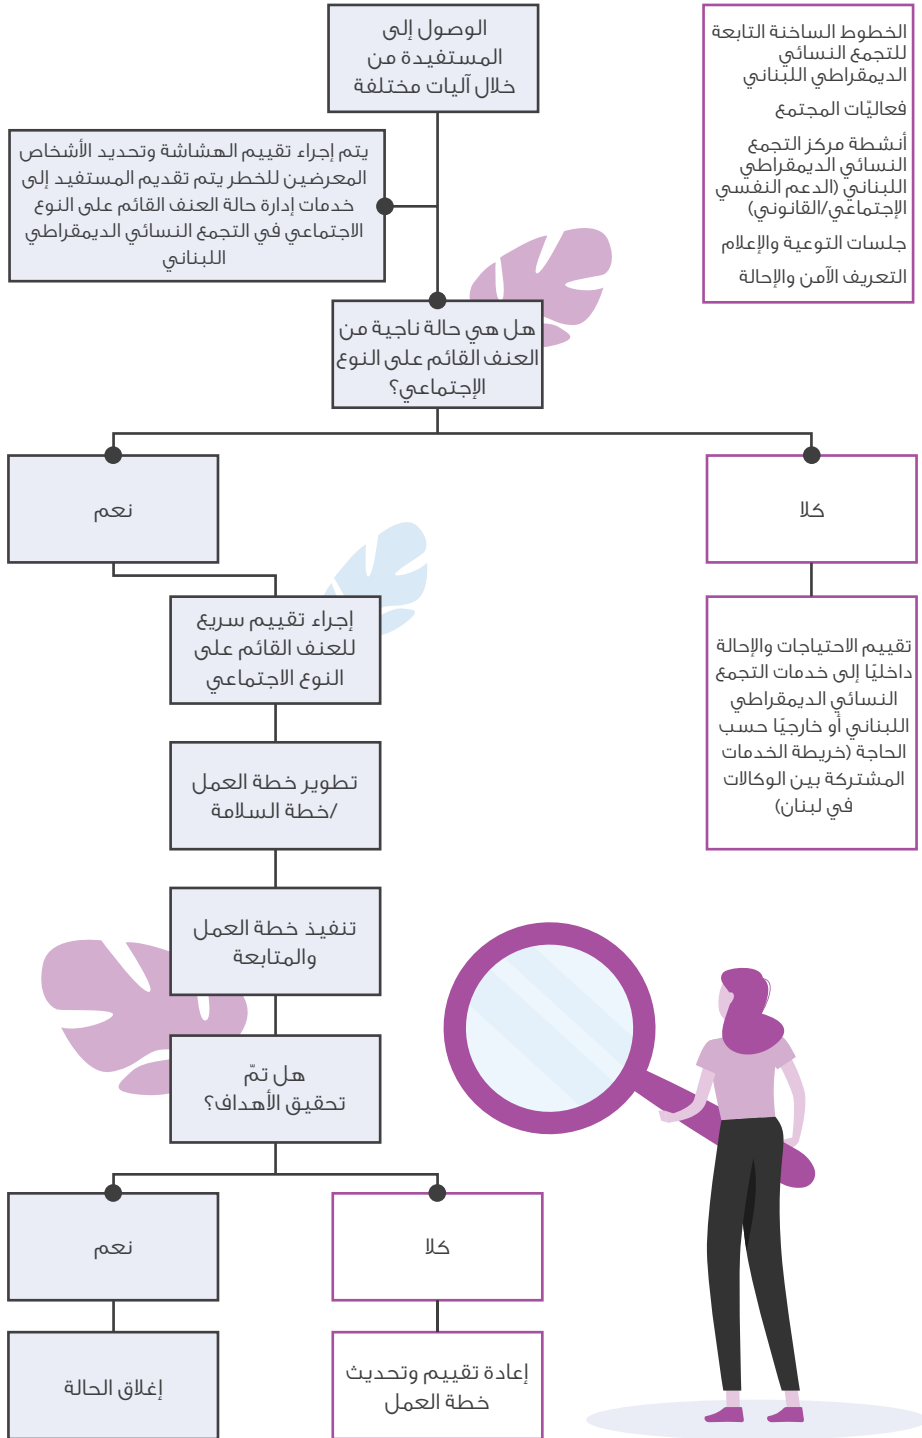 الوصول إلى
المستفيدة من
خلال آليات مختلفة
الخطوط الساخنة التابعة
للتجمع النسائي
الديمقراطي اللبناني
فعاليّات المجتمع
أنشطة مركز التجمع
النسائي الديمقراطي
اللبناني (الدعم النفسي
الإجتماعي/القانوني)
جلسات التوعية والإعلام
التعريف الآمن والإحالة
يتم إجراء تقييم الهشاشة وتحديد الأشخاص
المعرضين للخطر يتم تقديم المستفيد إلى
خدمات إدارة حالة العنف القائم على النوع
الاجتماعي في التجمع النسائي الديمقراطي
اللبناني
هل هي حالة ناجية من
العنف القائم على النوع
الإجتماعي؟
كلا
تقييم الاحتياجات والإحالة
داخليًا إلى خدمات التجمع
النسائي الديمقراطي
اللبناني أو خارجيًا حسب
الحاجة (خريطة الخدمات
المشتركة بين الوكالات
في لبنان)
نعم
إجراء تقييم سريع
للعنف القائم على
النوع الاجتماعي
تطوير خطة العمل
/خطة السلامة
تنفيذ خطة العمل
والمتابعة
هل تمّ
تحقيق الأهداف؟
كلا
إعادة تقييم وتحديث
خطة العمل
نعم
إغلاق الحالة